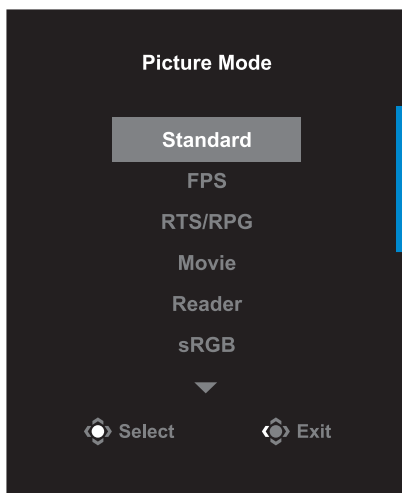 Picture Mode
Standard
FPS
RTS/RPG
Movie
Reader
sRGB
Select Exit